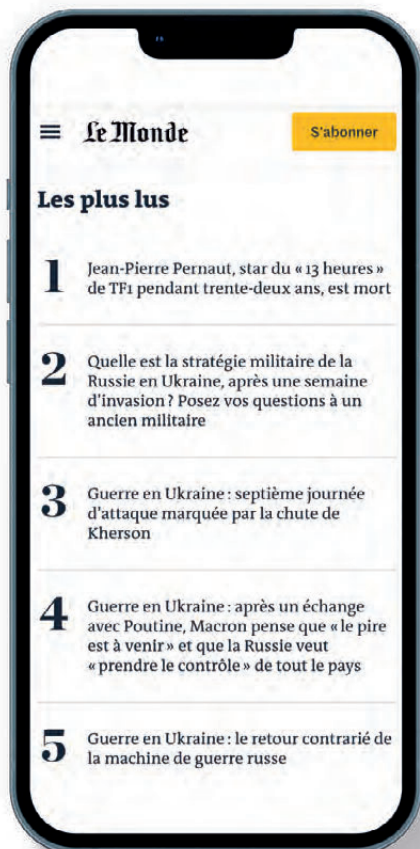 Le Monde
S'abonner
Les plus lus
1
Jean-Pierre Pernaut, star du « 13 heures »
de TF1 pendant trente-deux ans, est mort
2
Quelle est la stratégie militaire de la
Russie en Ukraine, après une semaine
d'invasion ? Posez vos questions à un
ancien militaire
3
Guerre en Ukraine : septième journée
d'attaque marquée par la chute de
Kherson
4
Guerre en Ukraine : après un échange
avec Poutine, Macron pense que « le pire
est à venir » et que la Russie veut
« prendre le contrôle » de tout le pays
5
Guerre en Ukraine : le retour contrarié de
la machine de guerre russe